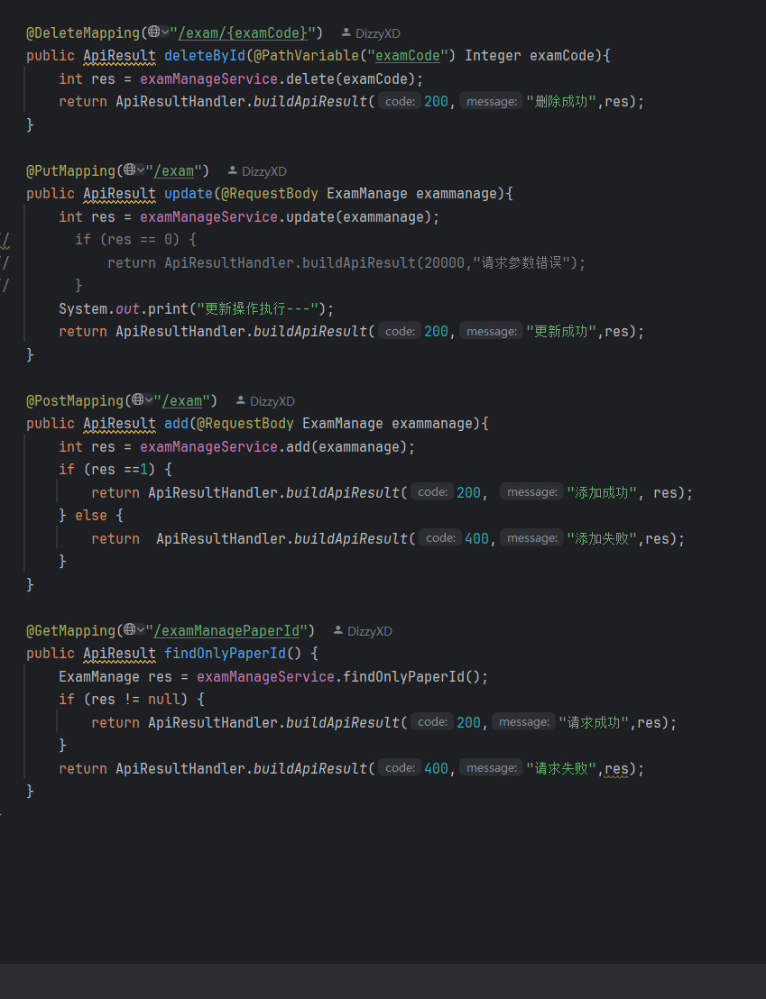 @DeleteMapping("/exam/{examCode}") DizzyXD
public ApiResult deleteById(@PathVariable("examCode") Integer examCode){
int res = examManageService.delete(examCode);
return ApiResultHandler.buildApiResult( code: 200, message: "删除成功",res);
}
@PutMapping("/exam") DizzyXD
public ApiResult update(@RequestBody ExamManage exammanage){
int res = examManageService.update(exammanage);
// if (res == 0) {
// return ApiResultHandler.buildApiResult(20000,"请求参数错误");
// }
System.out.print("更新操作执行---");
return ApiResultHandler.buildApiResult( code: 200, message: "更新成功",res);
}
@PostMapping("/exam") DizzyXD
public ApiResult add(@RequestBody ExamManage exammanage){
int res = examManageService.add(exammanage);
if (res ==1) {
return ApiResultHandler.buildApiResult( code: 200, message: "添加成功", res);
} else {
return  ApiResultHandler.buildApiResult( code: 400, message: "添加失败",res);
}
}
@GetMapping("/examManagePaperId") DizzyXD
public ApiResult findOnlyPaperId() {
ExamManage res = examManageService.findOnlyPaperId();
if (res != null) {
return ApiResultHandler.buildApiResult( code: 200, message: "请求成功",res);
}
return ApiResultHandler.buildApiResult( code: 400, message: "请求失败",res);
}